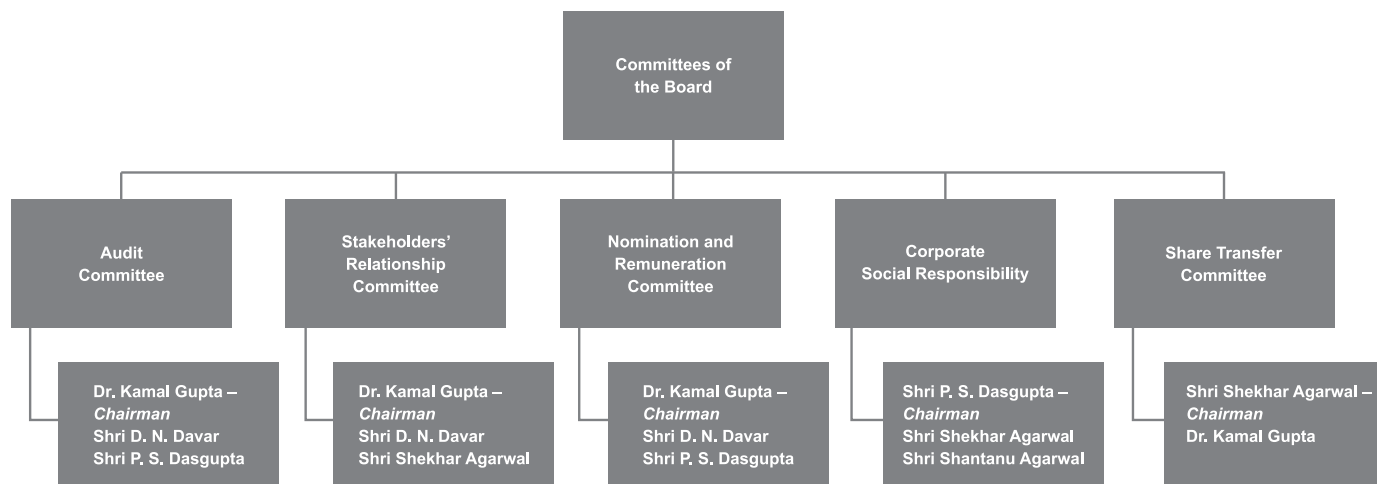 Committees of
the Board
Audit
Committee
Stakeholders’
Relationship
Committee
Nomination and
Remuneration
Committee
Corporate
Social Responsibility
Share Transfer
Committee
Dr. Kamal Gupta –
Chairman
Shri D. N. Davar
Shri P. S. Dasgupta
Dr. Kamal Gupta –
Chairman
Shri D. N. Davar
Shri Shekhar Agarwal
Dr. Kamal Gupta –
Chairman
Shri D. N. Davar
Shri P. S. Dasgupta
Shri P. S. Dasgupta –
Chairman
Shri Shekhar Agarwal
Shri Shantanu Agarwal
Shri Shekhar Agarwal –
Chairman
Dr. Kamal Gupta